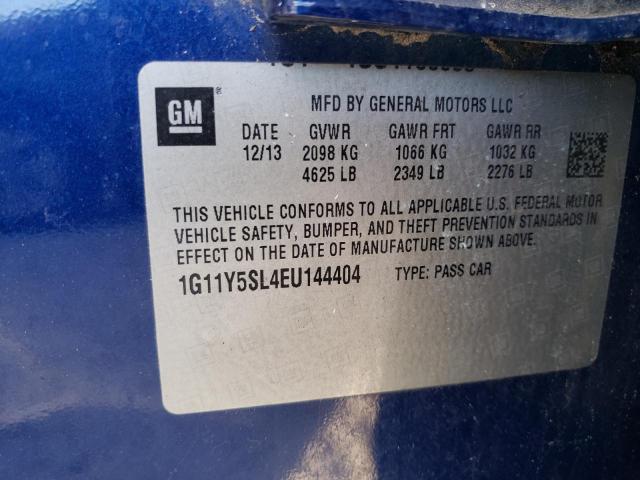 GM
MFD BY GENERAL MOTORS LLC
DATE GVWR GAWR FRT GAWR RR
12/13 2098 KG 1066 KG 1032 KG
4625 LB 2349 LB 2276 LB
THIS VEHICLE CONFORMS TO ALL APPLICABLE U.S. FEDERAL MOTOR
VEHICLE SAFETY, BUMPER, AND THEFT PREVENTION STANDARDS IN
EFFECT ON THE DATE OF MANUFACTURE SHOWN ABOVE.
1G11Y5SL4EU144404 TYPE: PASS CAR